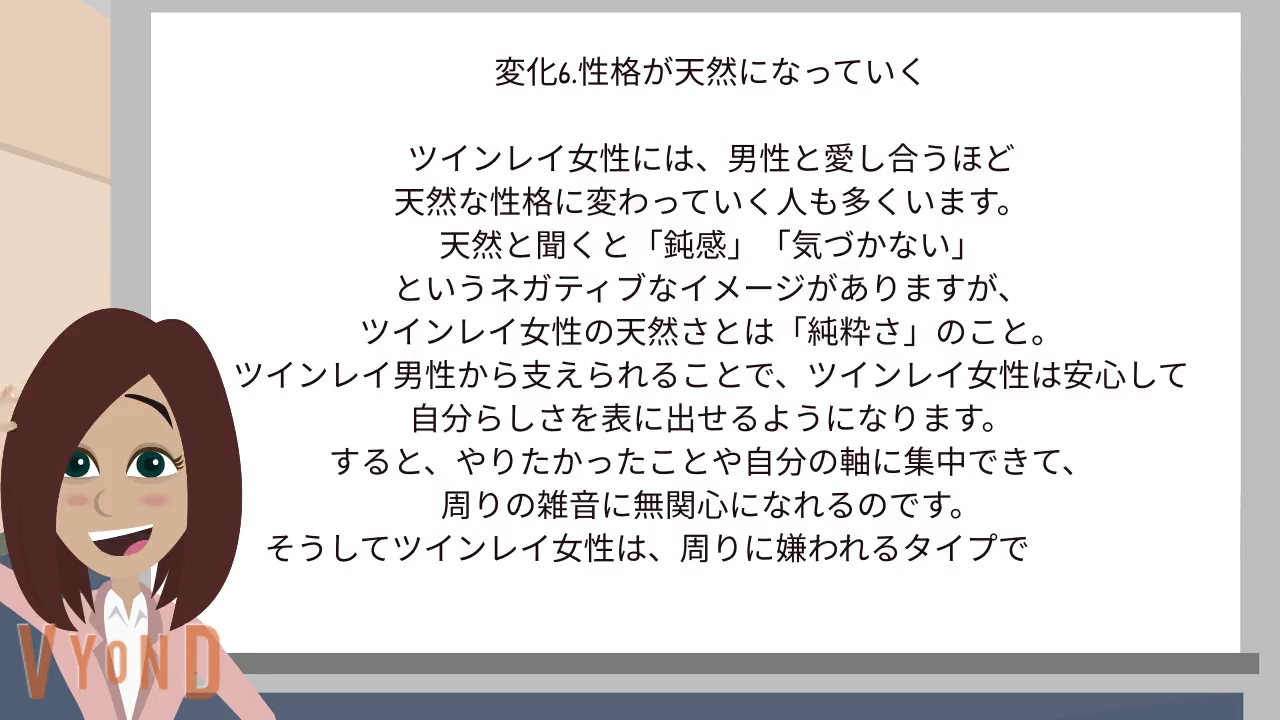 変化6.性格が天然になっていく
ツインレイ女性には、男性と愛し合うほど
天然な性格に変わっていく人も多くいます。
天然と聞くと「鈍感」「気づかない」
というネガティブなイメージがありますが、
ツインレイ女性の天然さとは「純粋さ」のこと。
ツインレイ男性から支えられることで、ツインレイ女性は安心して
自分らしさを表に出せるようになります。
すると、やりたかったことや自分の軸に集中できて、
周りの雑音に無関心になれるのです。
そうしてツインレイ女性は、周りに嫌われるタイプで
VYOND